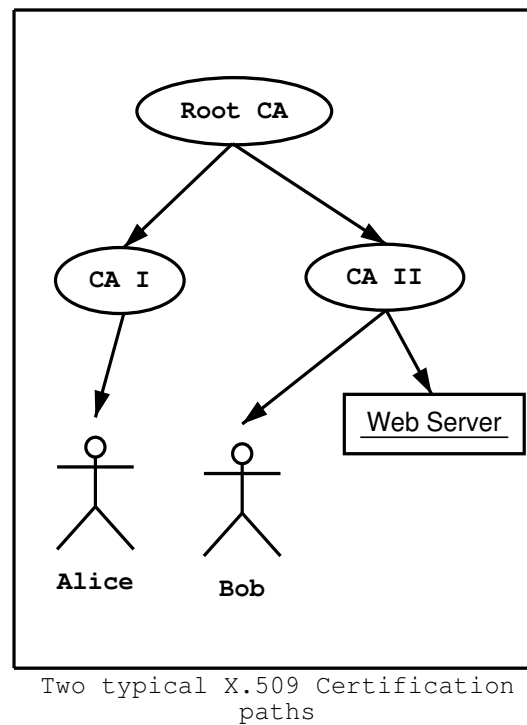 Root CA
CA I
CA II
Web Server
Alice
Bob
Two typical X.509 Certification
paths